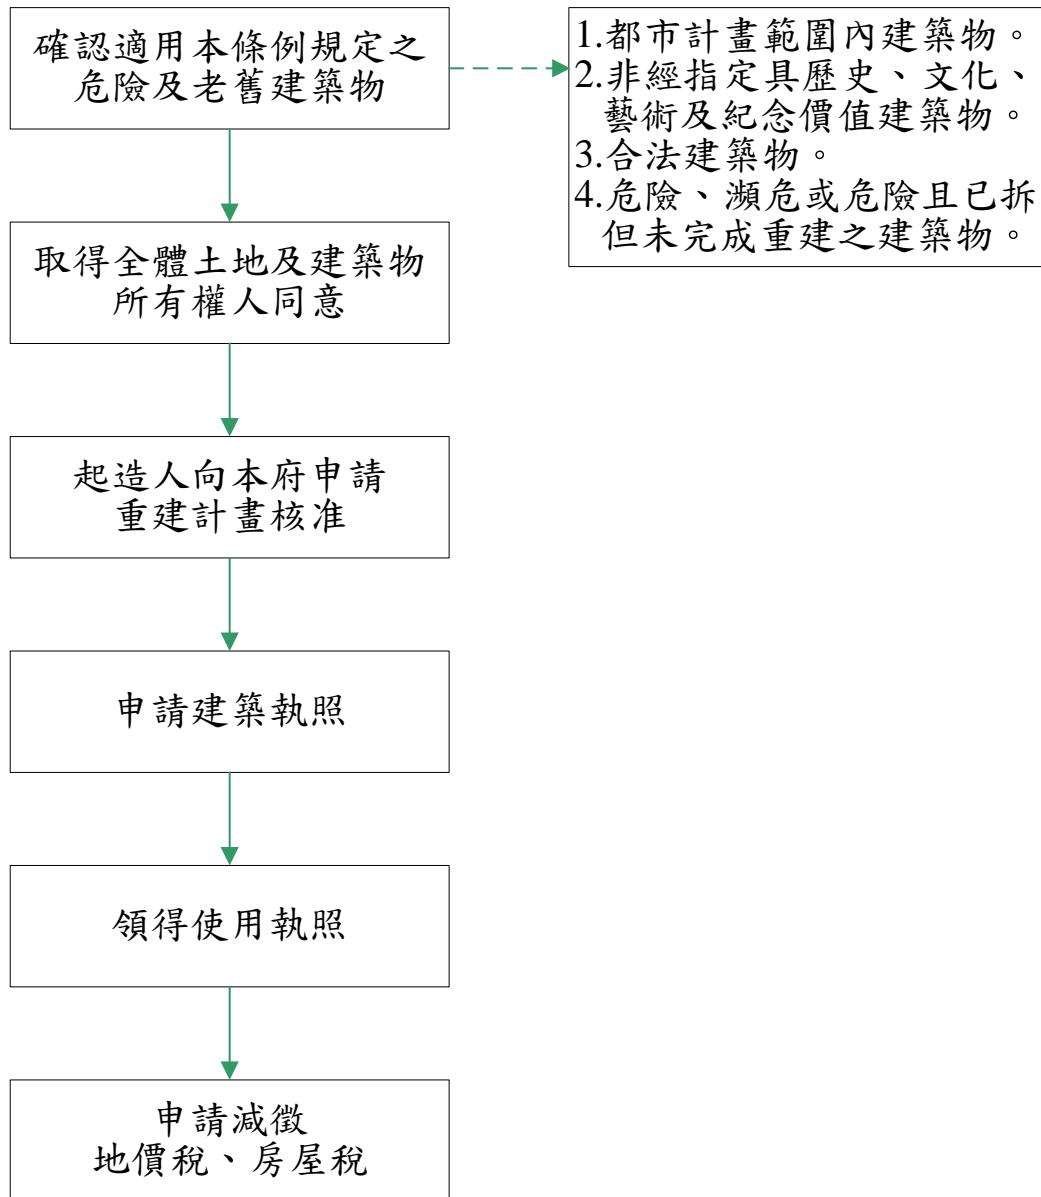 確認適用本條例規定之
危險及老舊建築物
1.都市計畫範圍內建築物。
2.非經指定具歷史、文化、
藝術及紀念價值建築物。
3.合法建築物。
4.危險、瀕危或危險且已拆
但未完成重建之建築物。
取得全體土地及建築物
所有權人同意
起造人向本府申請
重建計畫核准
申請建築執照
領得使用執照
申請減徵
地價稅、房屋稅